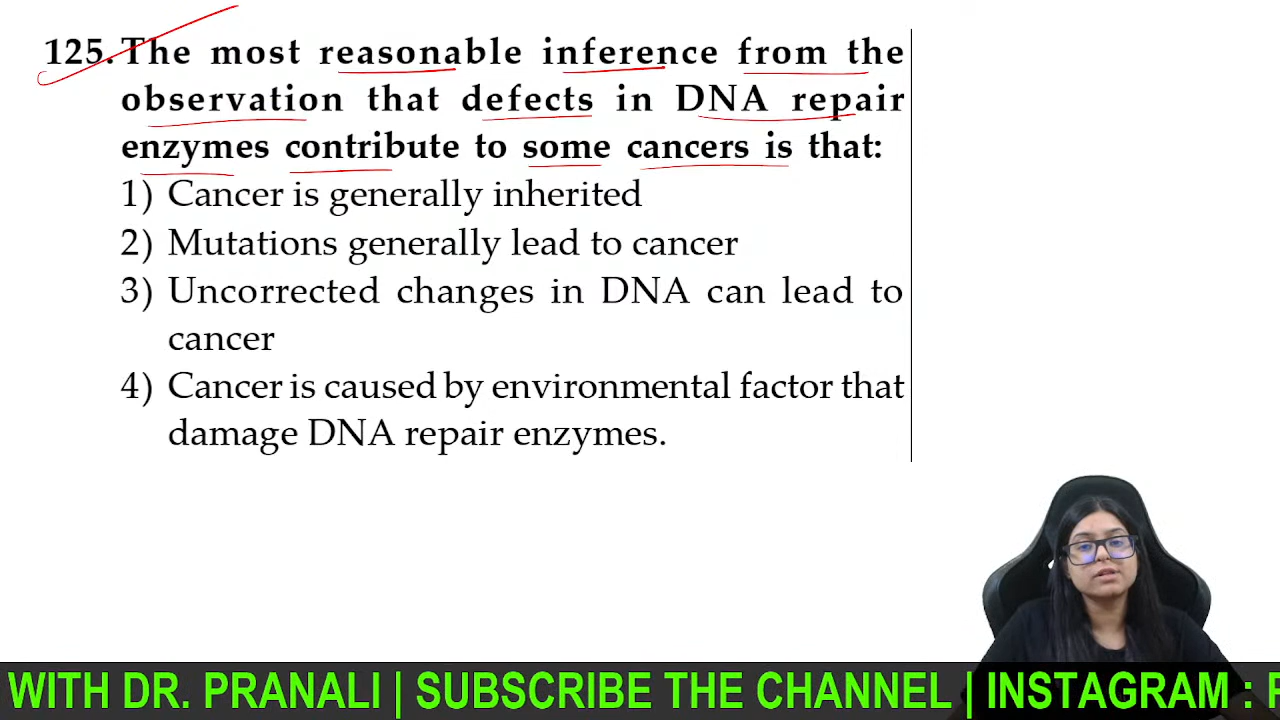 125. The most reasonable inference from the
observation that defects in DNA repair
enzymes contribute to some cancers is that:
1) Cancer is generally inherited
2) Mutations generally lead to cancer
3) Uncorrected changes in DNA can lead to
cancer
4) Cancer is caused by environmental factor that
damage DNA repair enzymes.
WITH DR. PRANALI | SUBSCRIBE THE CHANNEL | INSTAGRAM :